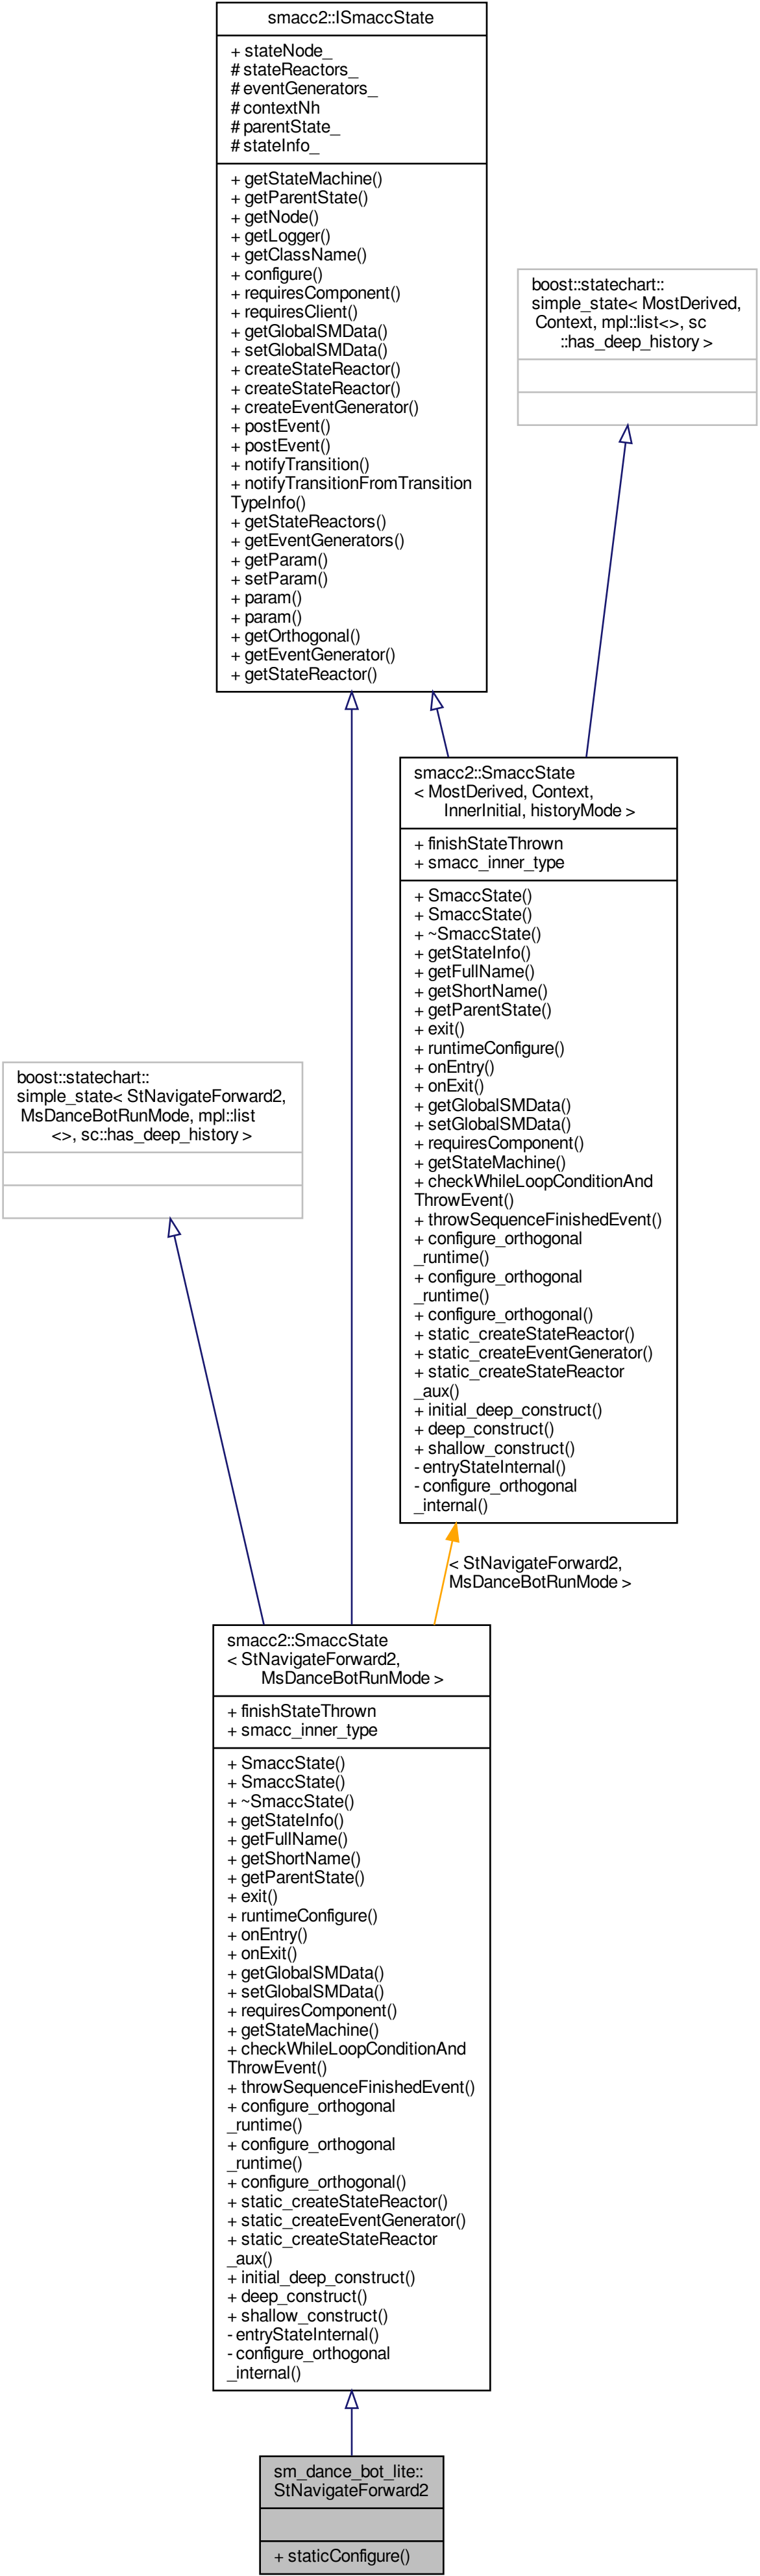 smacc2::ISmaccState
+ stateNode_
# stateReactors_
# eventGenerators_
# contextNh
# parentState_
# stateInfo_
+ getStateMachine()
+ getParentState()
+ getNode()
+ getLogger()
+ getClassName()
+ configure()
+ requiresComponent()
+ requiresClient()
+ getGlobalSMData()
+ setGlobalSMData()
+ createStateReactor()
+ createStateReactor()
+ createEventGenerator()
+ postEvent()
+ postEvent()
+ notifyTransition()
+ notifyTransitionFromTransition
TypeInfo()
+ getStateReactors()
+ getEventGenerators()
+ getParam()
+ setParam()
+ param()
+ param()
+ getOrthogonal()
+ getEventGenerator()
+ getStateReactor()
boost::statechart::
simple_state< MostDerived,
Context, mpl::list<>, sc
::has_deep_history >
smacc2::SmaccState
< MostDerived, Context,
InnerInitial, historyMode >
+ finishStateThrown
+ smacc_inner_type
+ SmaccState()
+ SmaccState()
+ ~SmaccState()
+ getStateInfo()
+ getFullName()
+ getShortName()
+ getParentState()
+ exit()
+ runtimeConfigure()
+ onEntry()
+ onExit()
+ getGlobalSMData()
+ setGlobalSMData()
+ requiresComponent()
+ getStateMachine()
+ checkWhileLoopConditionAnd
ThrowEvent()
+ throwSequenceFinishedEvent()
+ configure_orthogonal
_runtime()
+ configure_orthogonal
_runtime()
+ configure_orthogonal()
+ static_createStateReactor()
+ static_createEventGenerator()
+ static_createStateReactor
_aux()
+ initial_deep_construct()
+ deep_construct()
+ shallow_construct()
- entryStateInternal()
- configure_orthogonal
_internal()
boost::statechart::
simple_state< StNavigateForward2,
MsDanceBotRunMode, mpl::list
<>, sc::has_deep_history >
< StNavigateForward2,
MsDanceBotRunMode >
smacc2::SmaccState
< StNavigateForward2,
MsDanceBotRunMode >
+ finishStateThrown
+ smacc_inner_type
+ SmaccState()
+ SmaccState()
+ ~SmaccState()
+ getStateInfo()
+ getFullName()
+ getShortName()
+ getParentState()
+ exit()
+ runtimeConfigure()
+ onEntry()
+ onExit()
+ getGlobalSMData()
+ setGlobalSMData()
+ requiresComponent()
+ getStateMachine()
+ checkWhileLoopConditionAnd
ThrowEvent()
+ throwSequenceFinishedEvent()
+ configure_orthogonal
_runtime()
+ configure_orthogonal
_runtime()
+ configure_orthogonal()
+ static_createStateReactor()
+ static_createEventGenerator()
+ static_createStateReactor
_aux()
+ initial_deep_construct()
+ deep_construct()
+ shallow_construct()
- entryStateInternal()
- configure_orthogonal
_internal()
sm_dance_bot_lite::
StNavigateForward2
+ staticConfigure()